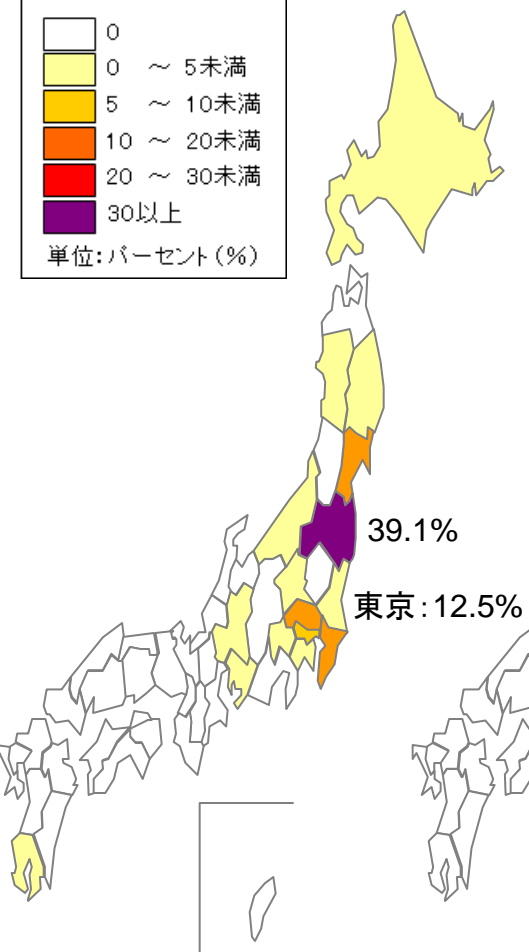 0
0 ～ 5未満
5 ～ 10未満
10 ～ 20未満
20 ～ 30未満
30以上
単位：パーセント（％）
39.1%
東京：12.5%